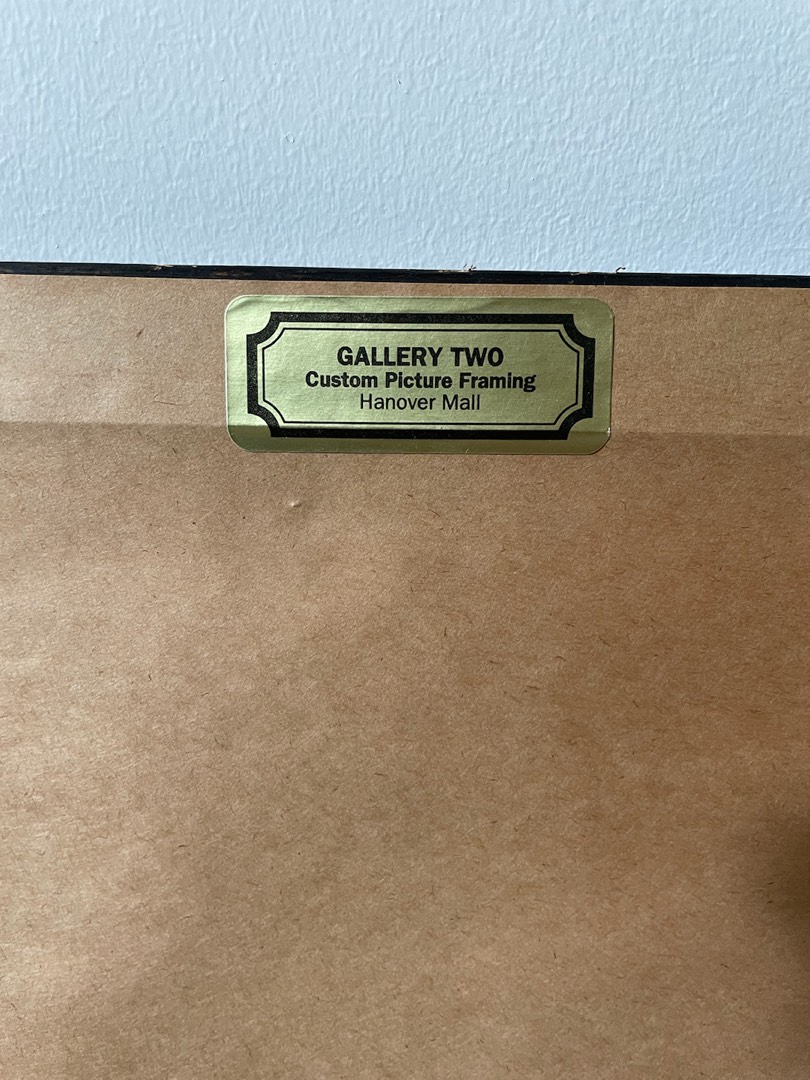 GALLERY TWO
Custom Picture Framing
Hanover Mall